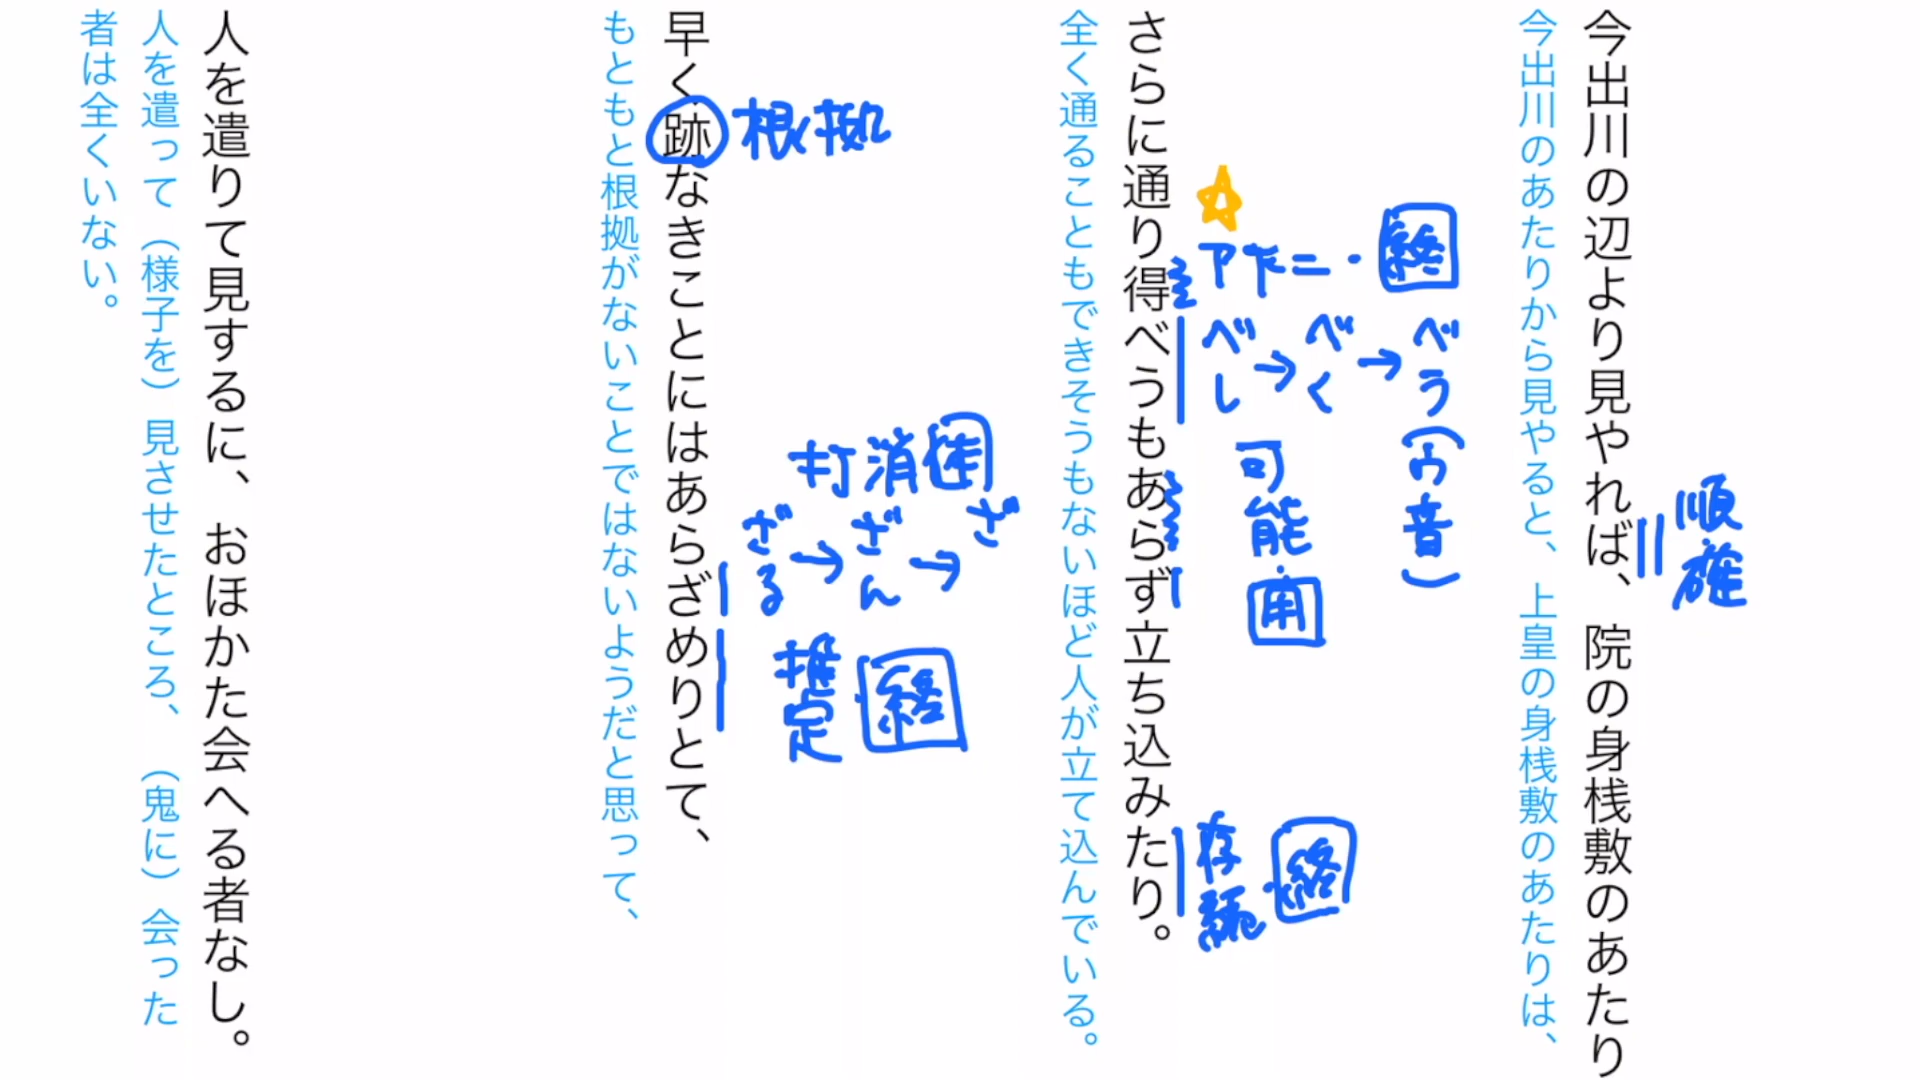 今出川の辺より見やれば、院の身桟敷のあたり
順確
今出川のあたりから見やると、上皇の身桟敷のあたりは、
さらに通り得べうもあらず立ち込みたり。
ア下二・終
べし→べく→べう(ウ音)
可能・用
存続・終
全く通ることもできそうもないほど人が立て込んでいる。
早く跡なきことにはあらざめりとて、
根拠
打消体
ざる→ざん→ざ
推定・終
もともと根拠がないことではないようだと思って、
人を遣りて見するに、おほかた会へる者なし。
人を遣って（様子を）見させたところ、（鬼に）会った
者は全くいない。